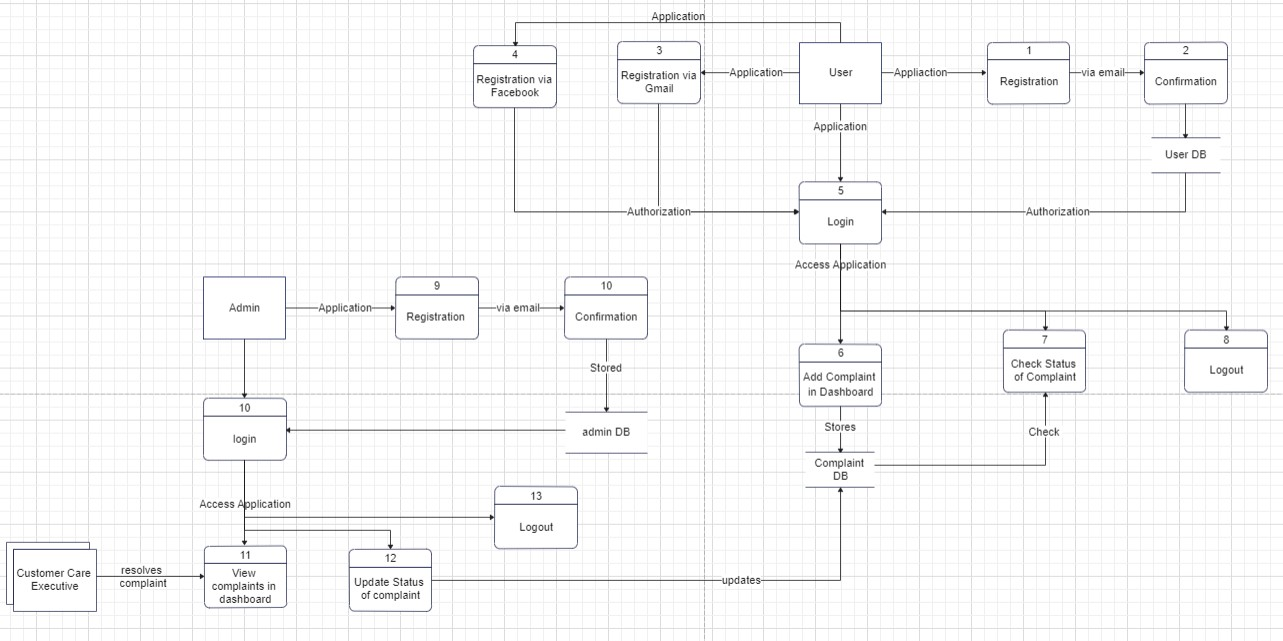 Application
4
Registration via
Facebook
3
Registration via
Gmail
Application
User
Appliaction
1
Registration
via email
2
Confirmation
Application
User DB
5
Login
Authorization
Authorization
Access Application
Admin
Application
9
Registration
via email
10
Confirmation
Stored
admin DB
6
Add Complaint
in Dashboard
7
Check Status
of Complaint
8
Logout
Stores
Check
Complaint
DB
10
login
Access Application
13
Logout
Customer Care
Executive
resolves
complaint
11
View
complaints in
dashboard
12
Update Status
of complaint
updates